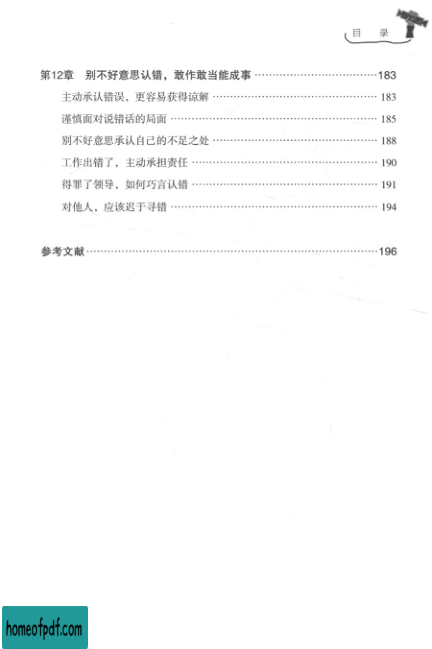 目 录
第12章 别不好意思认错，敢作敢当能成事 …………………………… 183
主动承认错误，更容易获得谅解 …………………………………… 183
谨慎面对说错话的局面 …………………………………………… 185
别不好意思承认自己的不足之处 …………………………………… 188
工作出错了，主动承担责任 ………………………………………… 190
得罪了领导，如何巧言认错 ………………………………………… 191
对他人，应该迟于寻错 …………………………………………… 194
参考文献 …………………………………………………………… 196
homeofpdf.com